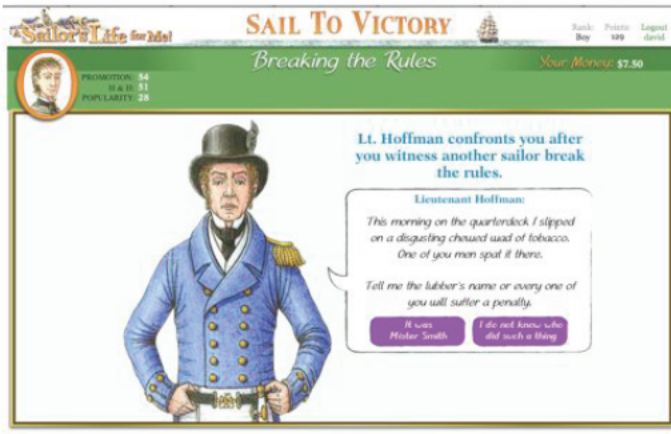 A Sailor's Life for Me!
SAIL TO VICTORY
Rank: Boy
Points: 129
Logout david
Breaking the Rules
Your Money: $7.50
PROMOTION: 54
H & H: 51
POPULARITY: 28
Lt. Hoffman confronts you after
you witness another sailor break
the rules.
Lieutenant Hoffman:
This morning on the quarterdeck I slipped
on a disgusting chewed wad of tobacco.
One of you men spat it there.
Tell me the lubber's name or every one of
you will suffer a penalty.
It was
Mister Smith
I do not know who
did such a thing